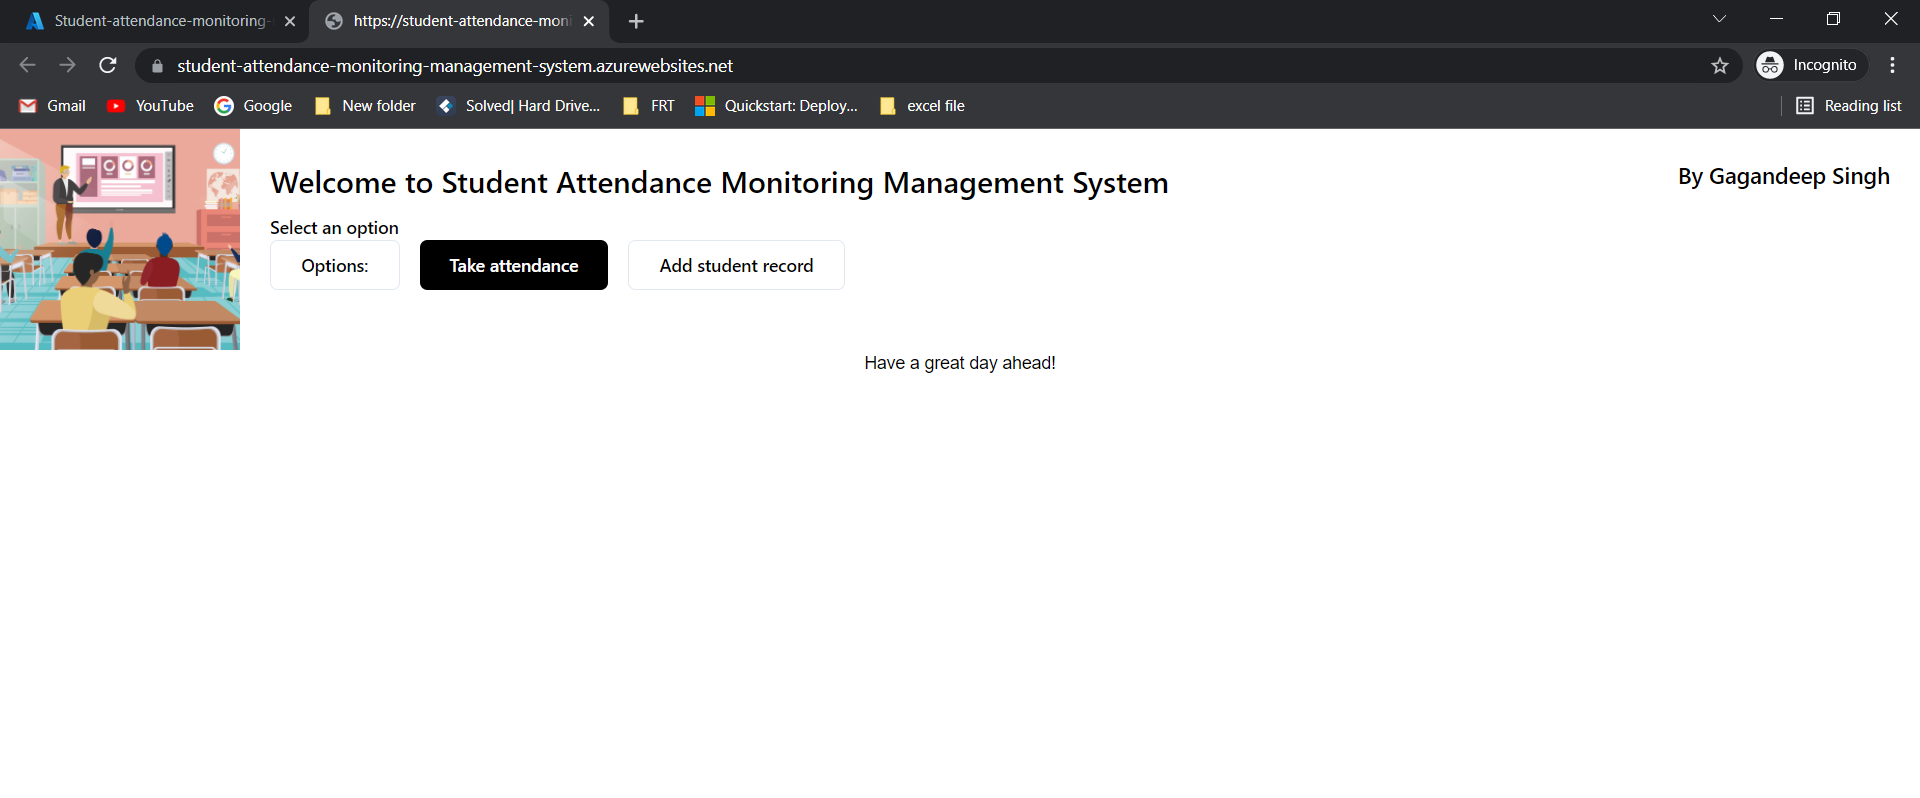 Student-attendance-monitoring-
https://student-attendance-moni
student-attendance-monitoring-management-system.azurewebsites.net
Incognito
Gmail
YouTube
Google
New folder
Solved| Hard Drive...
FRT
Quickstart: Deploy...
excel file
Reading list
Welcome to Student Attendance Monitoring Management System
By Gagandeep Singh
Select an option
Options:
Take attendance
Add student record
Have a great day ahead!